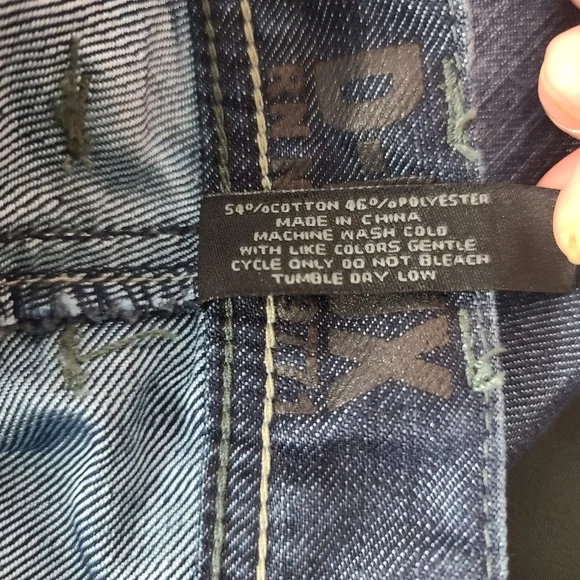 54%COTTON 46%POLYESTER
MADE IN CHINA
MACHINE WASH COLD
WITH LIKE COLORS GENTLE
CYCLE ONLY DO NOT BLEACH
TUMBLE DRY LOW